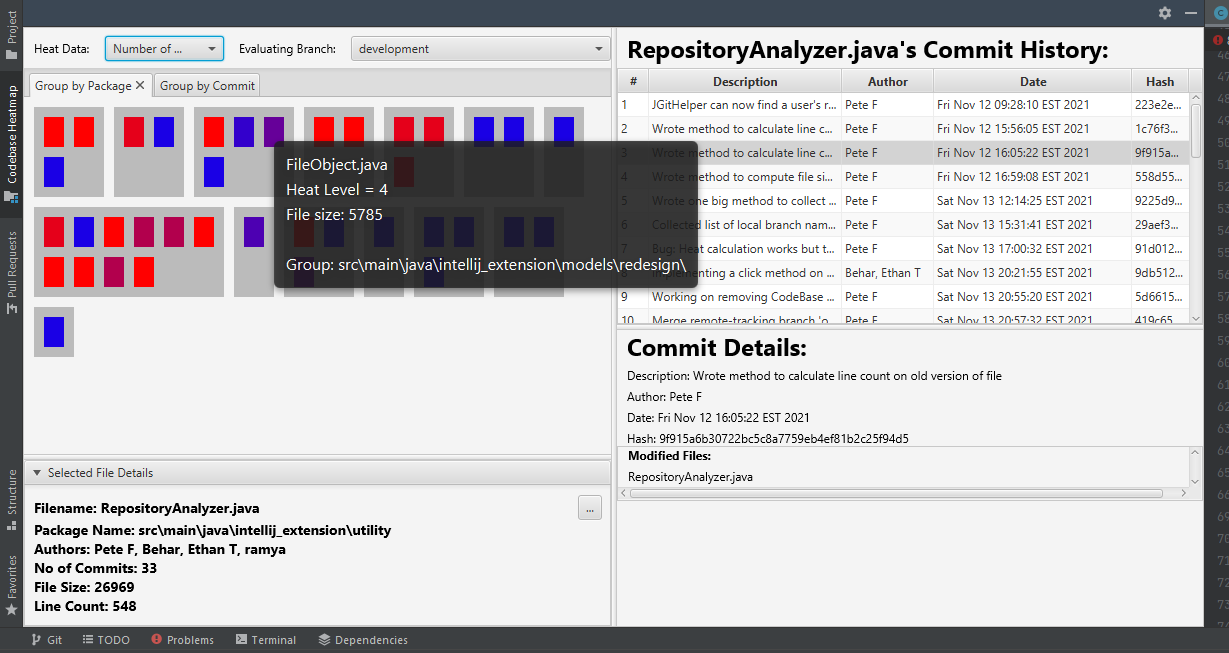 Project
Codebase Heatmap
Pull Requests
Structure
Favorites
Heat Data:
Number of ...
Evaluating Branch:
development
Group by Package
Group by Commit
FileObject.java
Heat Level = 4
File size: 5785
Group: src\main\java\intellij_extension\models\redesign\
Selected File Details
Filename: RepositoryAnalyzer.java
...
Package Name: src\main\java\intellij_extension\utility
Authors: Pete F, Behar, Ethan T, ramya
No of Commits: 33
File Size: 26969
Line Count: 548
RepositoryAnalyzer.java's Commit History:
# Description Author Date Hash
1 JGitHelper can now find a user's r... Pete F Fri Nov 12 09:28:10 EST 2021 223e2e...
2 Wrote method to calculate line c... Pete F Fri Nov 12 15:56:05 EST 2021 1c76f3...
3 Wrote method to calculate line c... Pete F Fri Nov 12 16:05:22 EST 2021 9f915a...
4 Wrote method to compute file si... Pete F Fri Nov 12 16:59:08 EST 2021 558d55...
5 Wrote one big method to collect ... Pete F Sat Nov 13 12:14:25 EST 2021 9225d9...
6 Collected list of local branch nam... Pete F Sat Nov 13 15:31:41 EST 2021 29aef3...
7 Bug: Heat calculation works but t... Pete F Sat Nov 13 17:00:32 EST 2021 91d012...
8 Implementing a click method on ... Behar, Ethan T Sat Nov 13 20:21:55 EST 2021 9db512...
9 Working on removing CodeBase ... Pete F Sat Nov 13 20:55:20 EST 2021 5d6615...
10 Merge remote-tracking branch 'o... Pete F Sat Nov 13 20:57:32 EST 2021 419c65...
Commit Details:
Description: Wrote method to calculate line count on old version of file
Author: Pete F
Date: Fri Nov 12 16:05:22 EST 2021
Hash: 9f915a6b30722bc5c8a7759eb4ef81b2c25f94d5
Modified Files:
RepositoryAnalyzer.java
Git
TODO
Problems
Terminal
Dependencies